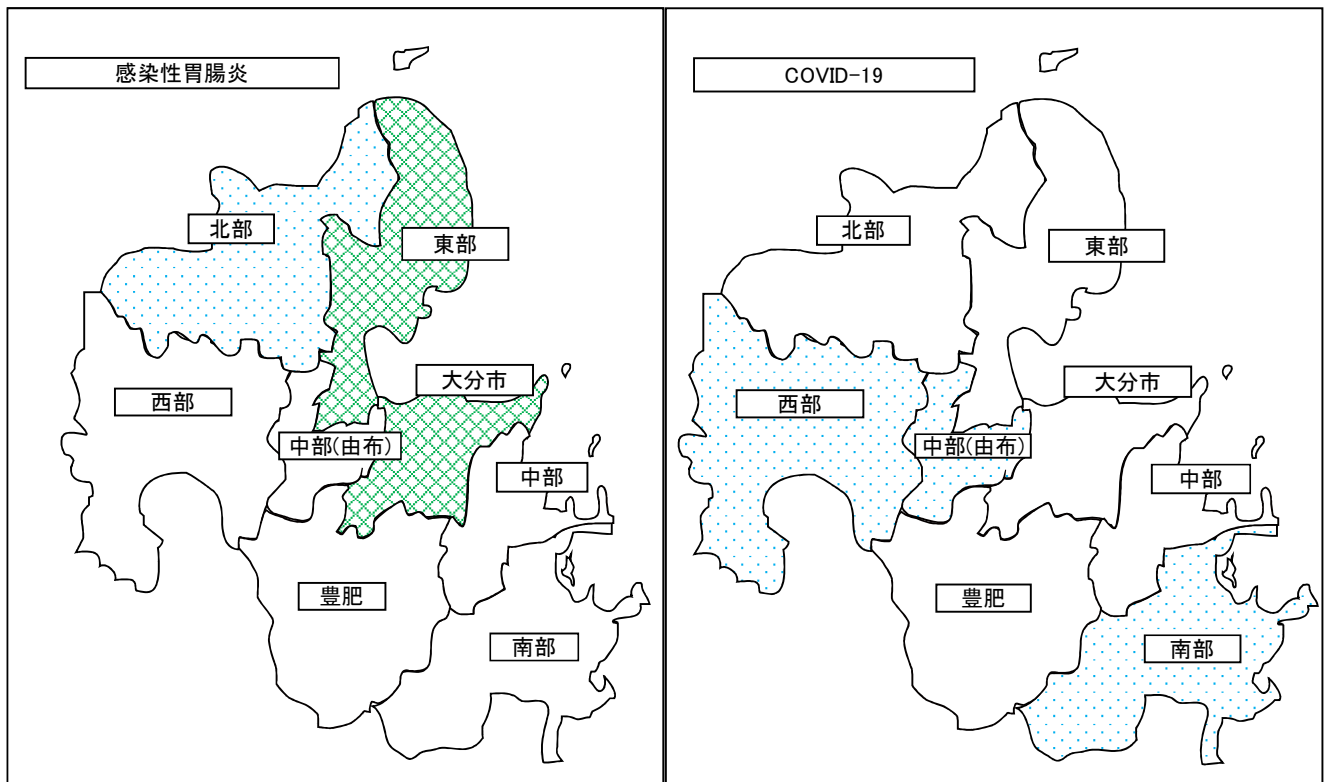 感染性胃腸炎
北部
東部
大分市
西部
中部(由布)
中部
豊肥
南部
COVID-19
北部
東部
大分市
西部
中部(由布)
中部
豊肥
南部